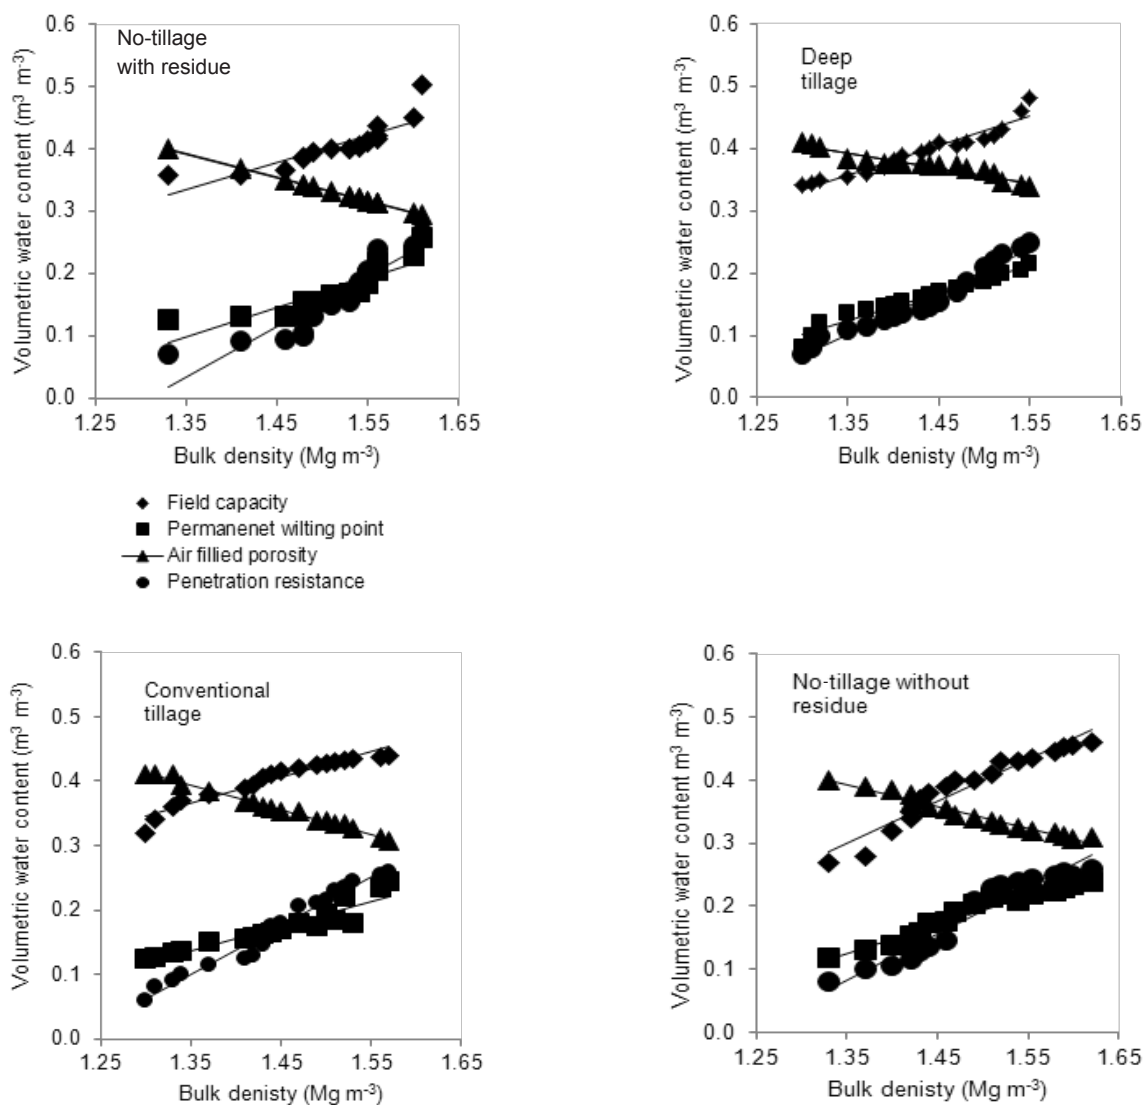 0.6
0.5
0.4
0.3
0.2
0.1
0.0
Volumetric water content (m³ m⁻³)
No-tillage
with residue
1.25 1.35 1.45 1.55 1.65
Bulk density (Mg m⁻³)
0.6
0.5
0.4
0.3
0.2
0.1
0.0
Volumetric water content (m³ m⁻³)
Deep
tillage
1.25 1.35 1.45 1.55 1.65
Bulk denisty (Mg m⁻³)
Field capacity
Permanenet wilting point
Air fillied porosity
Penetration resistance
0.6
0.5
0.4
0.3
0.2
0.1
0.0
Volumetric water content (m³ m⁻³)
Conventional
tillage
1.25 1.35 1.45 1.55 1.65
Bulk denisty (Mg m⁻³)
0.6
0.5
0.4
0.3
0.2
0.1
0.0
Volumetric water content m³ m⁻³)
No-tillage without
residue
1.25 1.35 1.45 1.55 1.65
Bulk denisty (Mg m⁻³)